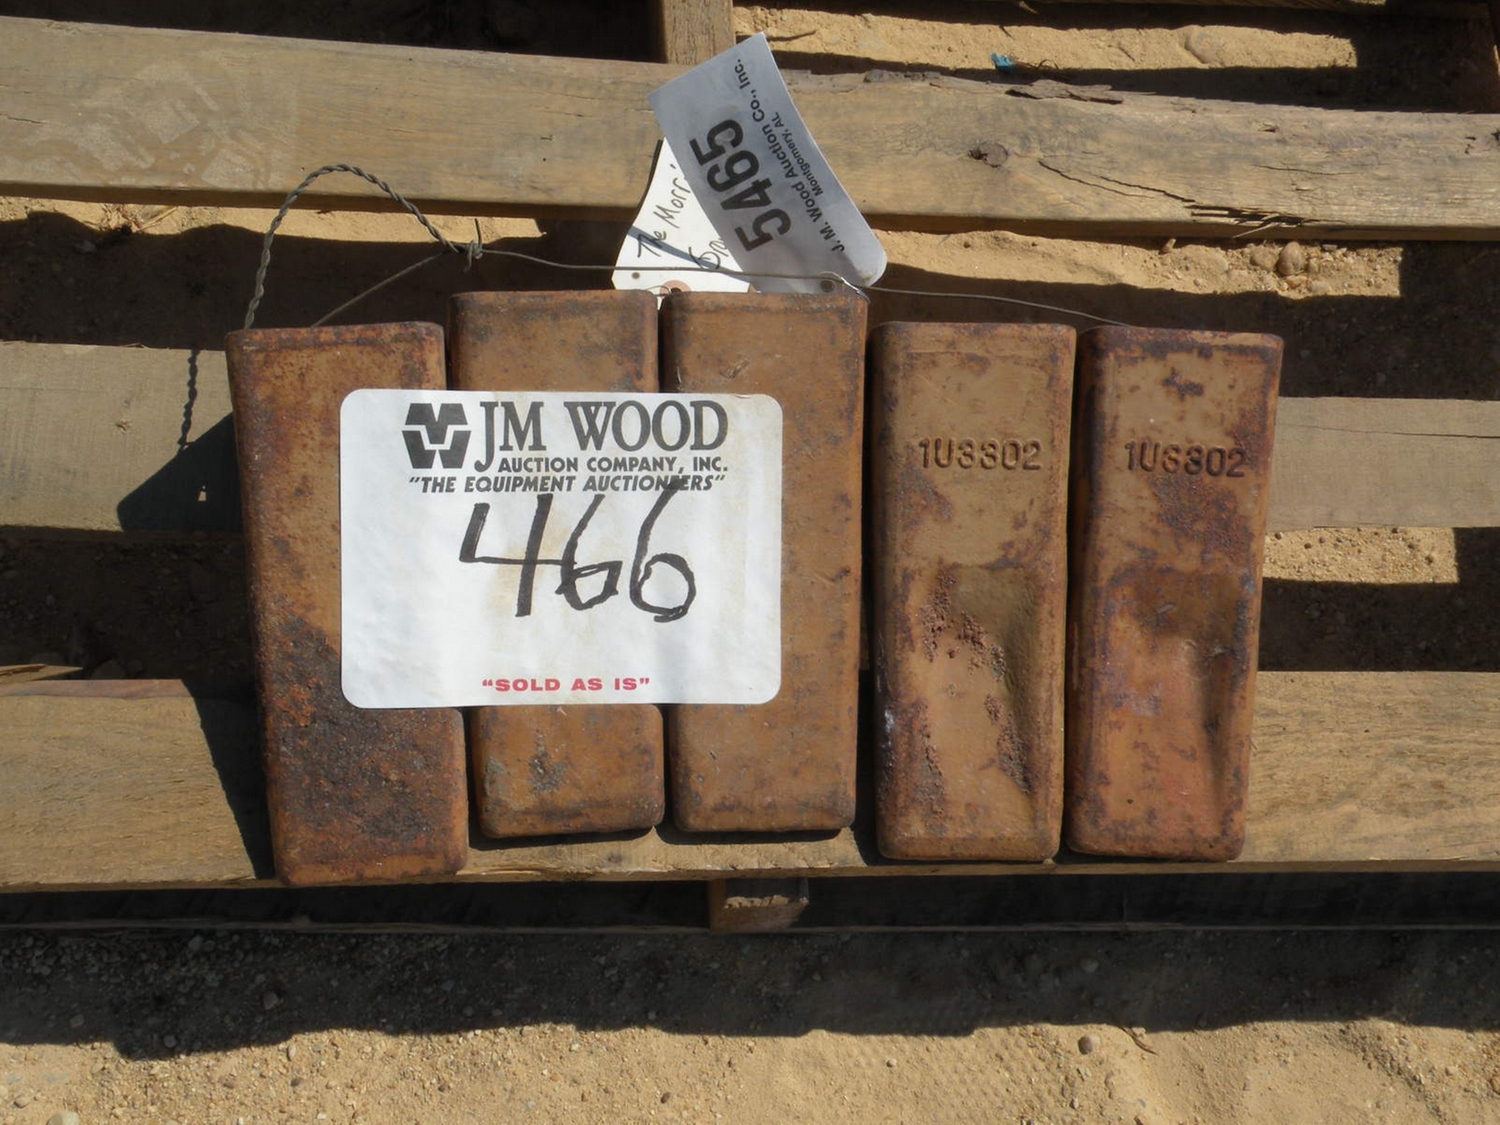 5465
J. M. Wood Auction Co., Inc.
Montgomery, AL
The
JM WOOD
AUCTION COMPANY, INC.
"THE EQUIPMENT AUCTIONEERS"
466
"SOLD AS IS"
1U3302
1U3302